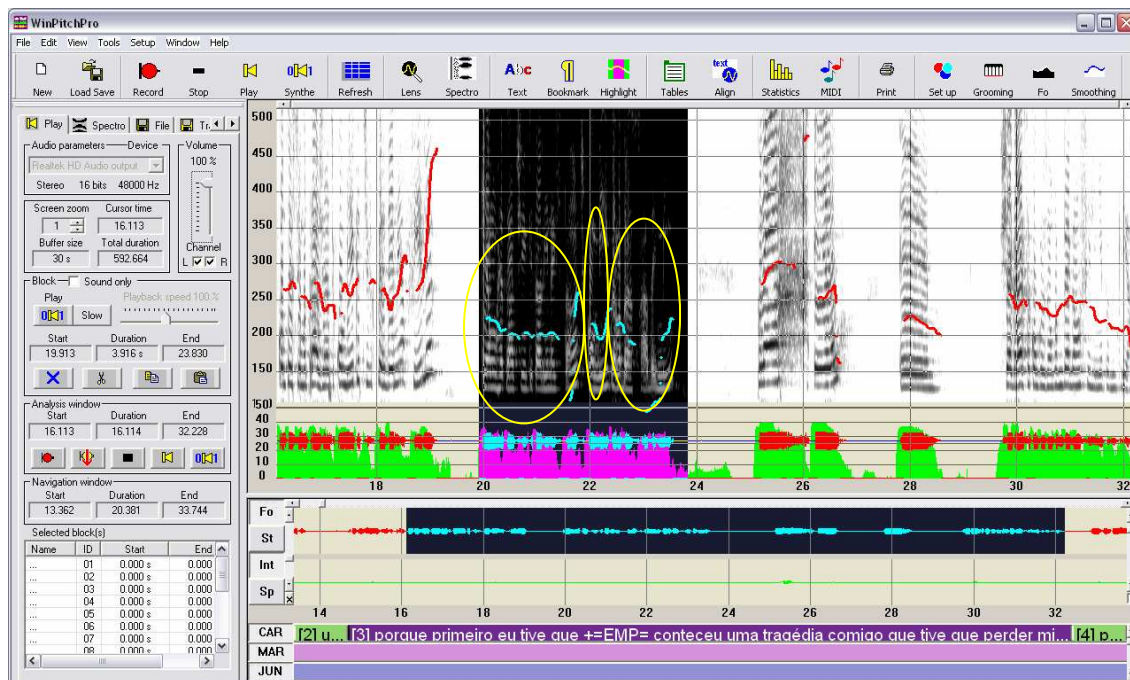 WinPitchPro
File Edit View Tools Setup Window Help
New Load Save Record Stop Play Synthe Refresh Lens Spectro Text Bookmark Highlight Tables Align Statistics MIDI Print Set up Grooming Fo Smoothing
Play Spectro File Tr
Audio parameters Device
Realtek HD Audio output
Stereo 16 bits 48000 Hz
Volume
100 %
Channel
L R
Screen zoom Cursor time
1 16.113
Buffer size Total duration
30 s 592.664
Block Sound only
Play Playback speed 100 %
Slow
Start Duration End
19.913 3.916 s 23.830
Analysis window
Start Duration End
16.113 16.114 32.228
Navigation window
Start Duration End
13.362 20.381 33.744
Selected block(s)
Name ID Start End
... 01 0.000 s 0.000
... 02 0.000 s 0.000
... 03 0.000 s 0.000
... 04 0.000 s 0.000
... 05 0.000 s 0.000
... 06 0.000 s 0.000
... 07 0.000 s 0.000
... 08 0.000 s 0.000
500
450
400
350
300
250
200
150
40
30
20
10
0
18 20 22 24 26 28 30 32
Fo
St
Int
Sp
14 16 18 20 22 24 26 28 30 32
CAR [2] u... [3] porque primeiro eu tive que +=EMP= conteceu uma tragédia comigo que tive que perder mi... [4] p...
MAR
JUN